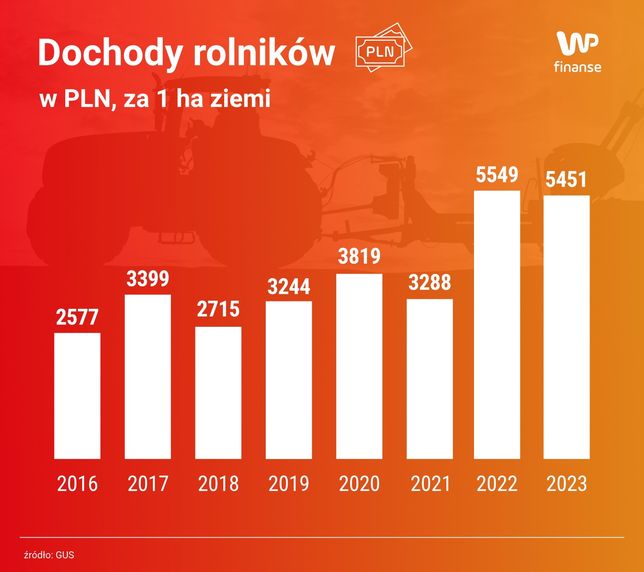 Dochody rolników
PLN
WP
finanse
w PLN, za 1 ha ziemi
2577
3399
2715
3244
3819
3288
5549
5451
2016
2017
2018
2019
2020
2021
2022
2023
źródło: GUS